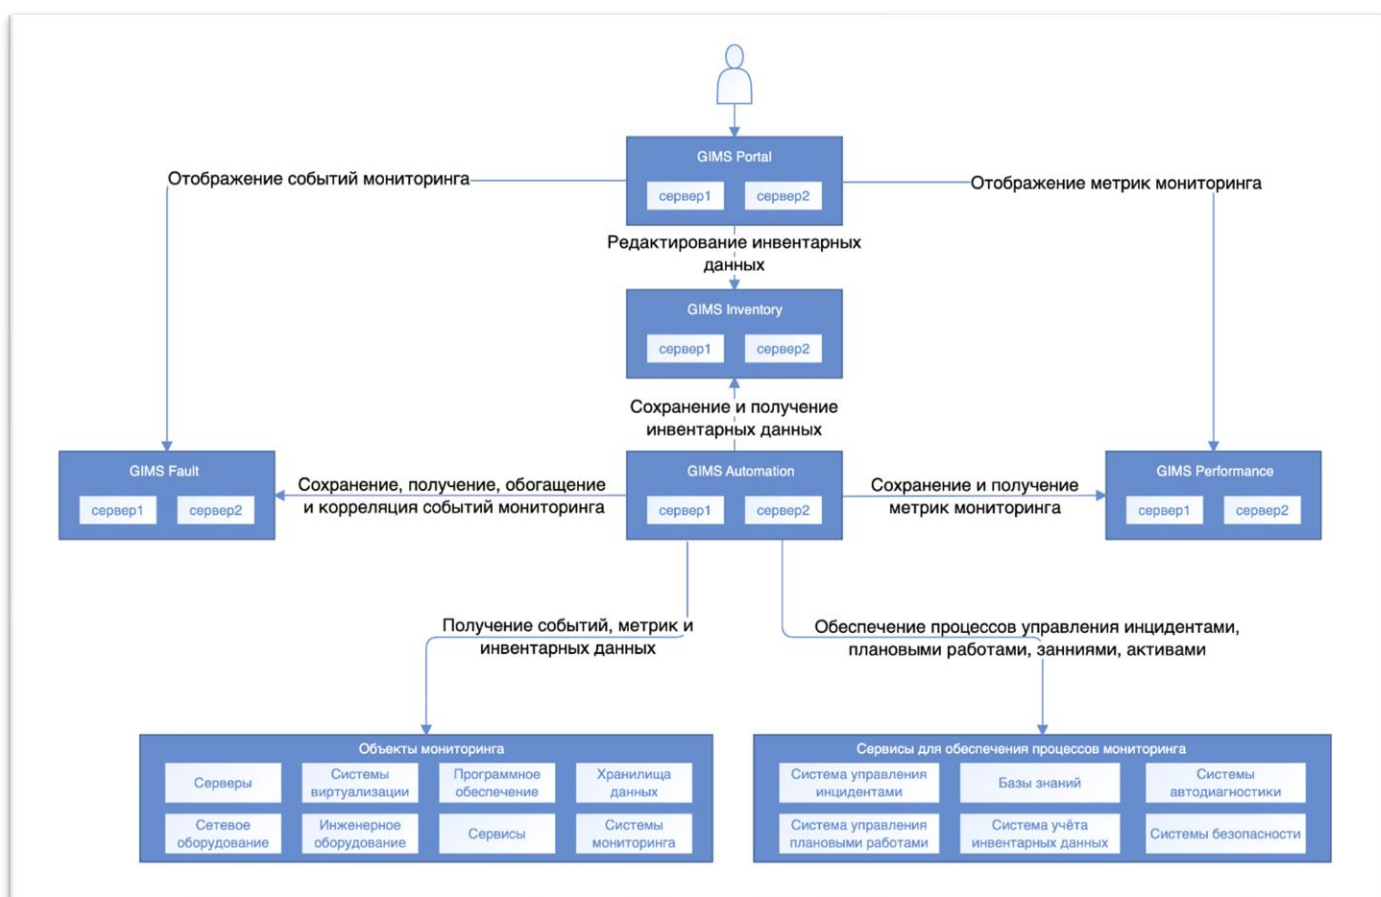 GIMS Portal
сервер1 сервер2
Отображение событий мониторинга
Отображение метрик мониторинга
Редактирование инвентарных
данных
GIMS Inventory
сервер1 сервер2
Сохранение и получение
инвентарных данных
GIMS Fault
сервер1 сервер2
Сохранение, получение, обогащение
и корреляция событий мониторинга
GIMS Automation
сервер1 сервер2
Сохранение и получение
метрик мониторинга
GIMS Performance
сервер1 сервер2
Получение событий, метрик и
инвентарных данных
Обеспечение процессов управления инцидентами,
плановыми работами, занниями, активами
Объекты мониторинга
Серверы
Системы
виртуализации
Программное
обеспечение
Хранилища
данных
Сетевое
оборудование
Инженерное
оборудование
Сервисы
Системы
мониторинга
Сервисы для обеспечения процессов мониторинга
Система управления
инцидентами
Базы знаний
Системы
автодиагностики
Система управления
плановыми работами
Система учёта
инвентарных данных
Системы безопасности